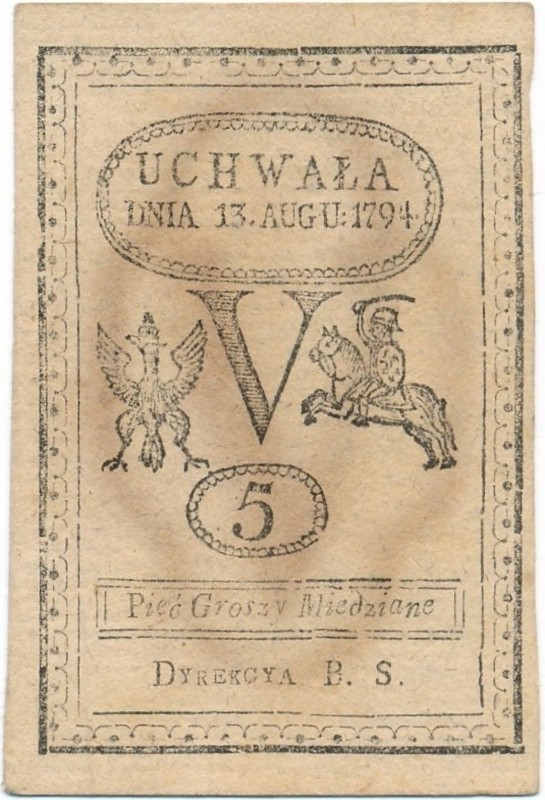 UCHWAŁA
DNIA 13. AUGU: 1794
V
5
Pięć Groszy Miedziane
DYREKCYA B. S.